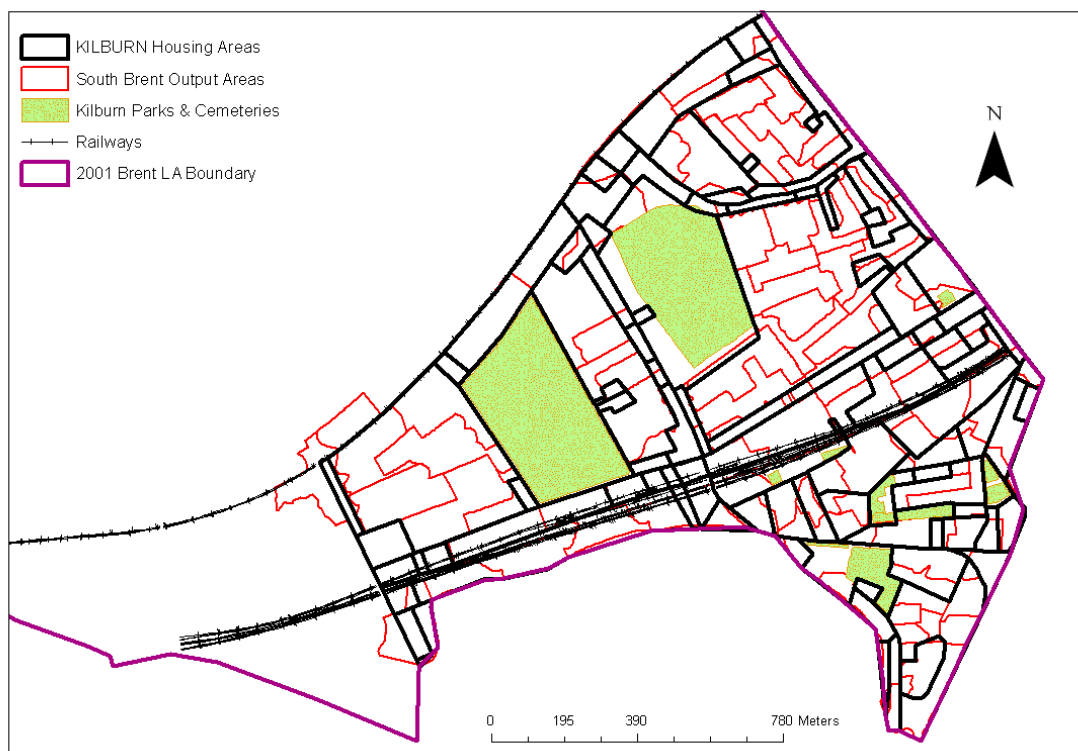 KILBURN Housing Areas
South Brent Output Areas
Kilburn Parks & Cemeteries
Railways
2001 Brent LA Boundary
N
0 195 390 780 Meters